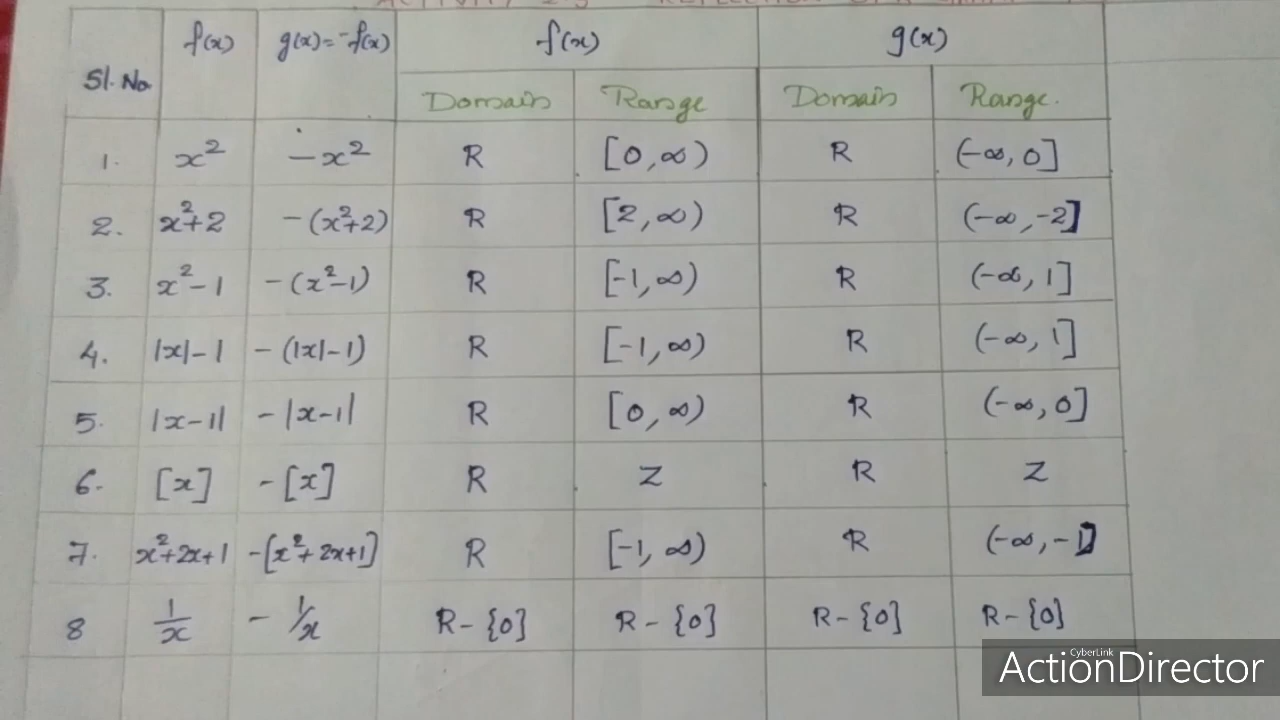 f(x) g(x)=-f(x) f(x) g(x)
Sl. No Domain Range Domain Range.
1. x² -x² R [0,∞) R (-∞,0]
2. x²+2 -(x²+2) R [2,∞) R (-∞,-2]
3. x²-1 -(x²-1) R [-1,∞) R (-∞,1]
4. |x|-1 -(|x|-1) R [-1,∞) R (-∞,1]
5. |x-1| -|x-1| R [0,∞) R (-∞,0]
6. [x] -[x] R Z R Z
7. x²+2x+1 -[x²+2x+1] R [-1,∞) R (-∞,-1]
8 1/x -1/x R-{0} R-{0} R-{0} R-{0}
CyberLink
ActionDirector